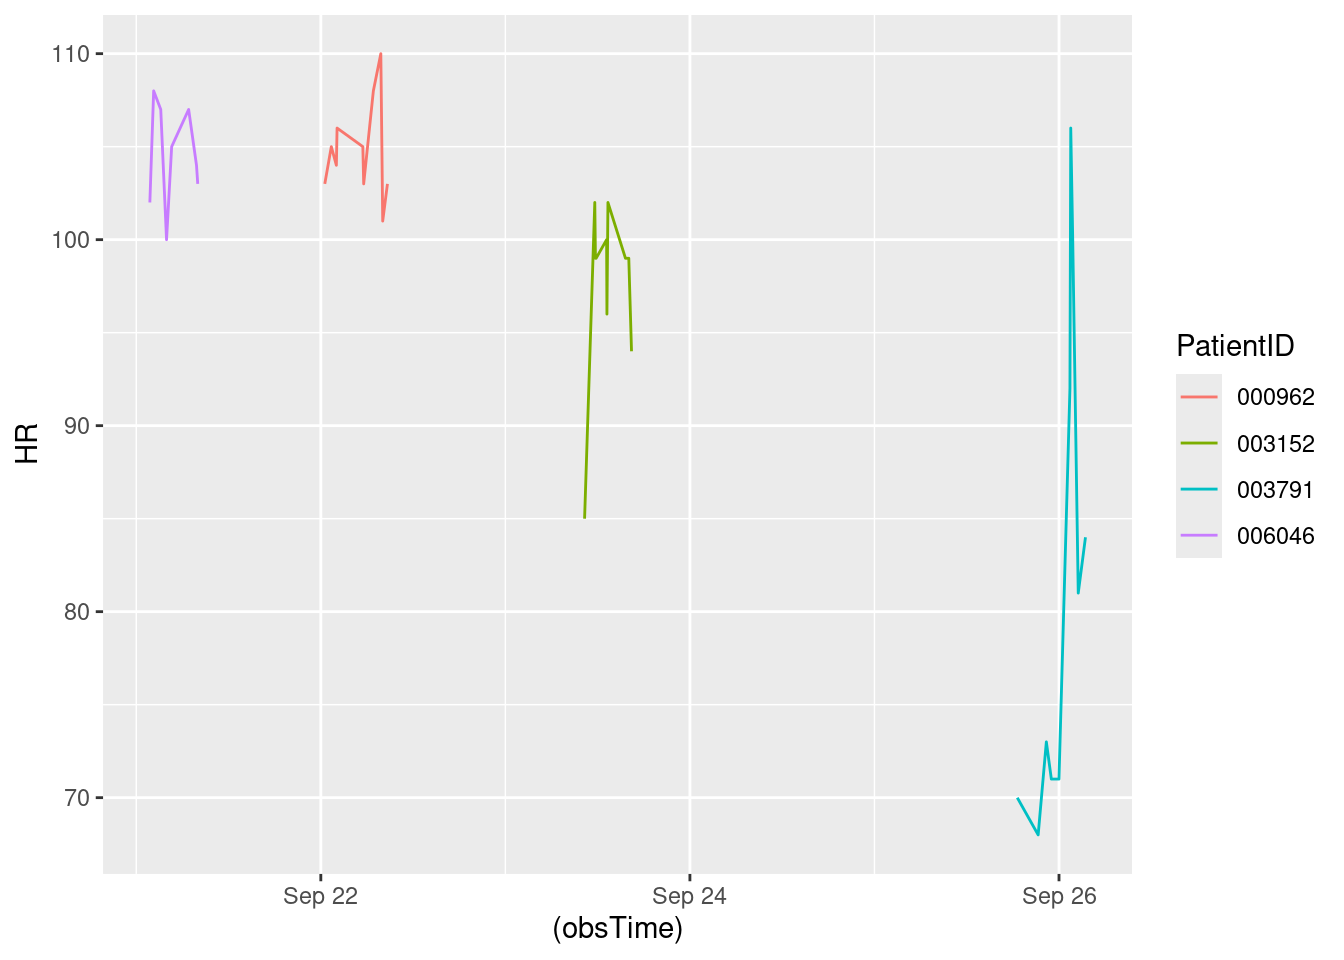 110
100
90
80
70
HR
Sep 22
Sep 24
Sep 26
(obsTime)
PatientID
000962
003152
003791
006046